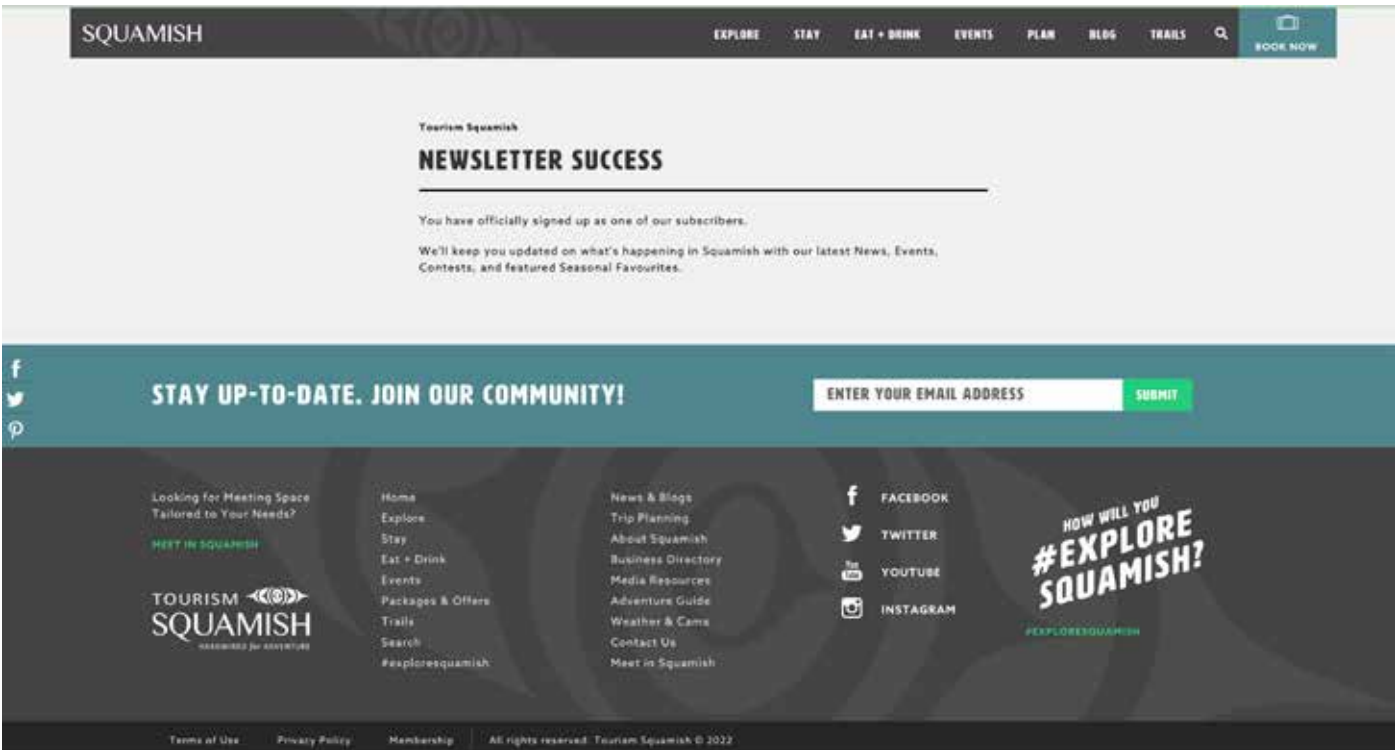 SQUAMISH
EXPLORE STAY EAT + DRINK EVENTS PLAN BLOG TRAILS
BOOK NOW
Tourism Squamish
NEWSLETTER SUCCESS
You have officially signed up as one of our subscribers.
We'll keep you updated on what's happening in Squamish with our latest News, Events,
Contests, and featured Seasonal Favourites.
STAY UP-TO-DATE. JOIN OUR COMMUNITY!
ENTER YOUR EMAIL ADDRESS
SUBMIT
Looking for Meeting Space
Tailored to Your Needs?
MEET IN SQUAMISH
TOURISM
SQUAMISH
HARDWIRED for ADVENTURE
Home
Explore
Stay
Eat + Drink
Events
Packages & Offers
Trails
Search
#exploresquamish
News & Blogs
Trip Planning
About Squamish
Business Directory
Media Resources
Adventure Guide
Weather & Cams
Contact Us
Meet in Squamish
FACEBOOK
TWITTER
You Tube YOUTUBE
INSTAGRAM
HOW WILL YOU
#EXPLORE
SQUAMISH?
#EXPLORESQUAMISH
Terms of Use Privacy Policy Membership All rights reserved. Tourism Squamish © 2022